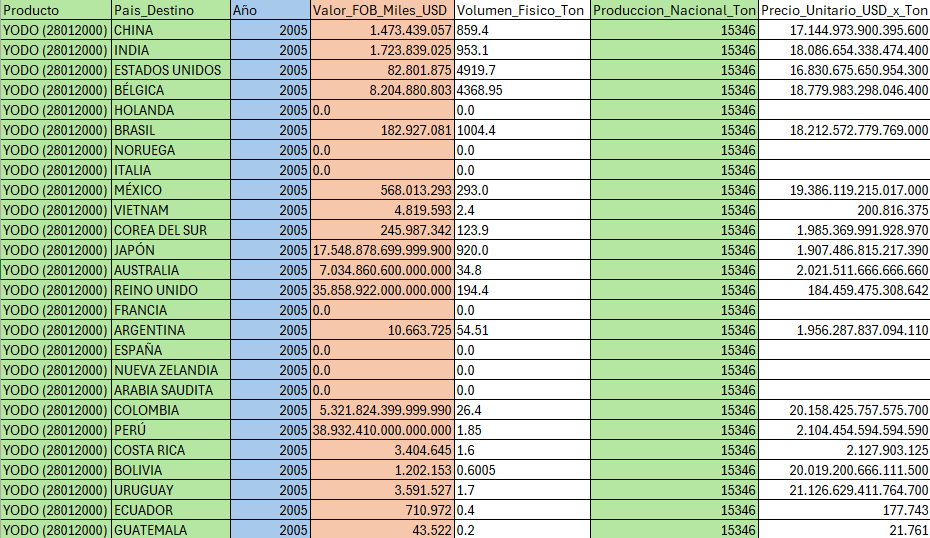 Producto Pais_Destino Año Valor_FOB_Miles_USD Volumen_Fisico_Ton Produccion_Nacional_Ton Precio_Unitario_USD_x_Ton
YODO (28012000) CHINA 2005 1.473.439.057 859.4 15346 17.144.973.900.395.600
YODO (28012000) INDIA 2005 1.723.839.025 953.1 15346 18.086.654.338.474.400
YODO (28012000) ESTADOS UNIDOS 2005 82.801.875 4919.7 15346 16.830.675.650.954.300
YODO (28012000) BÉLGICA 2005 8.204.880.803 4368.95 15346 18.779.983.298.046.400
YODO (28012000) HOLANDA 2005 0.0 0.0 15346
YODO (28012000) BRASIL 2005 182.927.081 1004.4 15346 18.212.572.779.769.000
YODO (28012000) NORUEGA 2005 0.0 0.0 15346
YODO (28012000) ITALIA 2005 0.0 0.0 15346
YODO (28012000) MÉXICO 2005 568.013.293 293.0 15346 19.386.119.215.017.000
YODO (28012000) VIETNAM 2005 4.819.593 2.4 15346 200.816.375
YODO (28012000) COREA DEL SUR 2005 245.987.342 123.9 15346 1.985.369.991.928.970
YODO (28012000) JAPÓN 2005 17.548.878.699.999.900 920.0 15346 1.907.486.815.217.390
YODO (28012000) AUSTRALIA 2005 7.034.860.600.000.000 34.8 15346 2.021.511.666.666.660
YODO (28012000) REINO UNIDO 2005 35.858.922.000.000.000 194.4 15346 184.459.475.308.642
YODO (28012000) FRANCIA 2005 0.0 0.0 15346
YODO (28012000) ARGENTINA 2005 10.663.725 54.51 15346 1.956.287.837.094.110
YODO (28012000) ESPAÑA 2005 0.0 0.0 15346
YODO (28012000) NUEVA ZELANDIA 2005 0.0 0.0 15346
YODO (28012000) ARABIA SAUDITA 2005 0.0 0.0 15346
YODO (28012000) COLOMBIA 2005 5.321.824.399.999.990 26.4 15346 20.158.425.757.575.700
YODO (28012000) PERÚ 2005 38.932.410.000.000.000 1.85 15346 2.104.454.594.594.590
YODO (28012000) COSTA RICA 2005 3.404.645 1.6 15346 2.127.903.125
YODO (28012000) BOLIVIA 2005 1.202.153 0.6005 15346 20.019.200.666.111.500
YODO (28012000) URUGUAY 2005 3.591.527 1.7 15346 21.126.629.411.764.700
YODO (28012000) ECUADOR 2005 710.972 0.4 15346 177.743
YODO (28012000) GUATEMALA 2005 43.522 0.2 15346 21.761